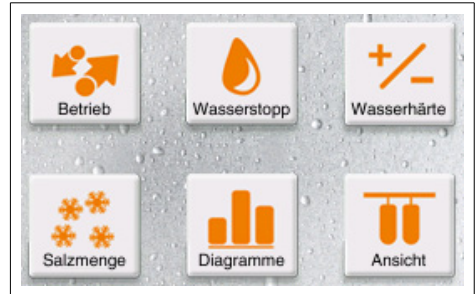 Betrieb
Wasserstopp
Wasserhärte
Salzmenge
Diagramme
Ansicht